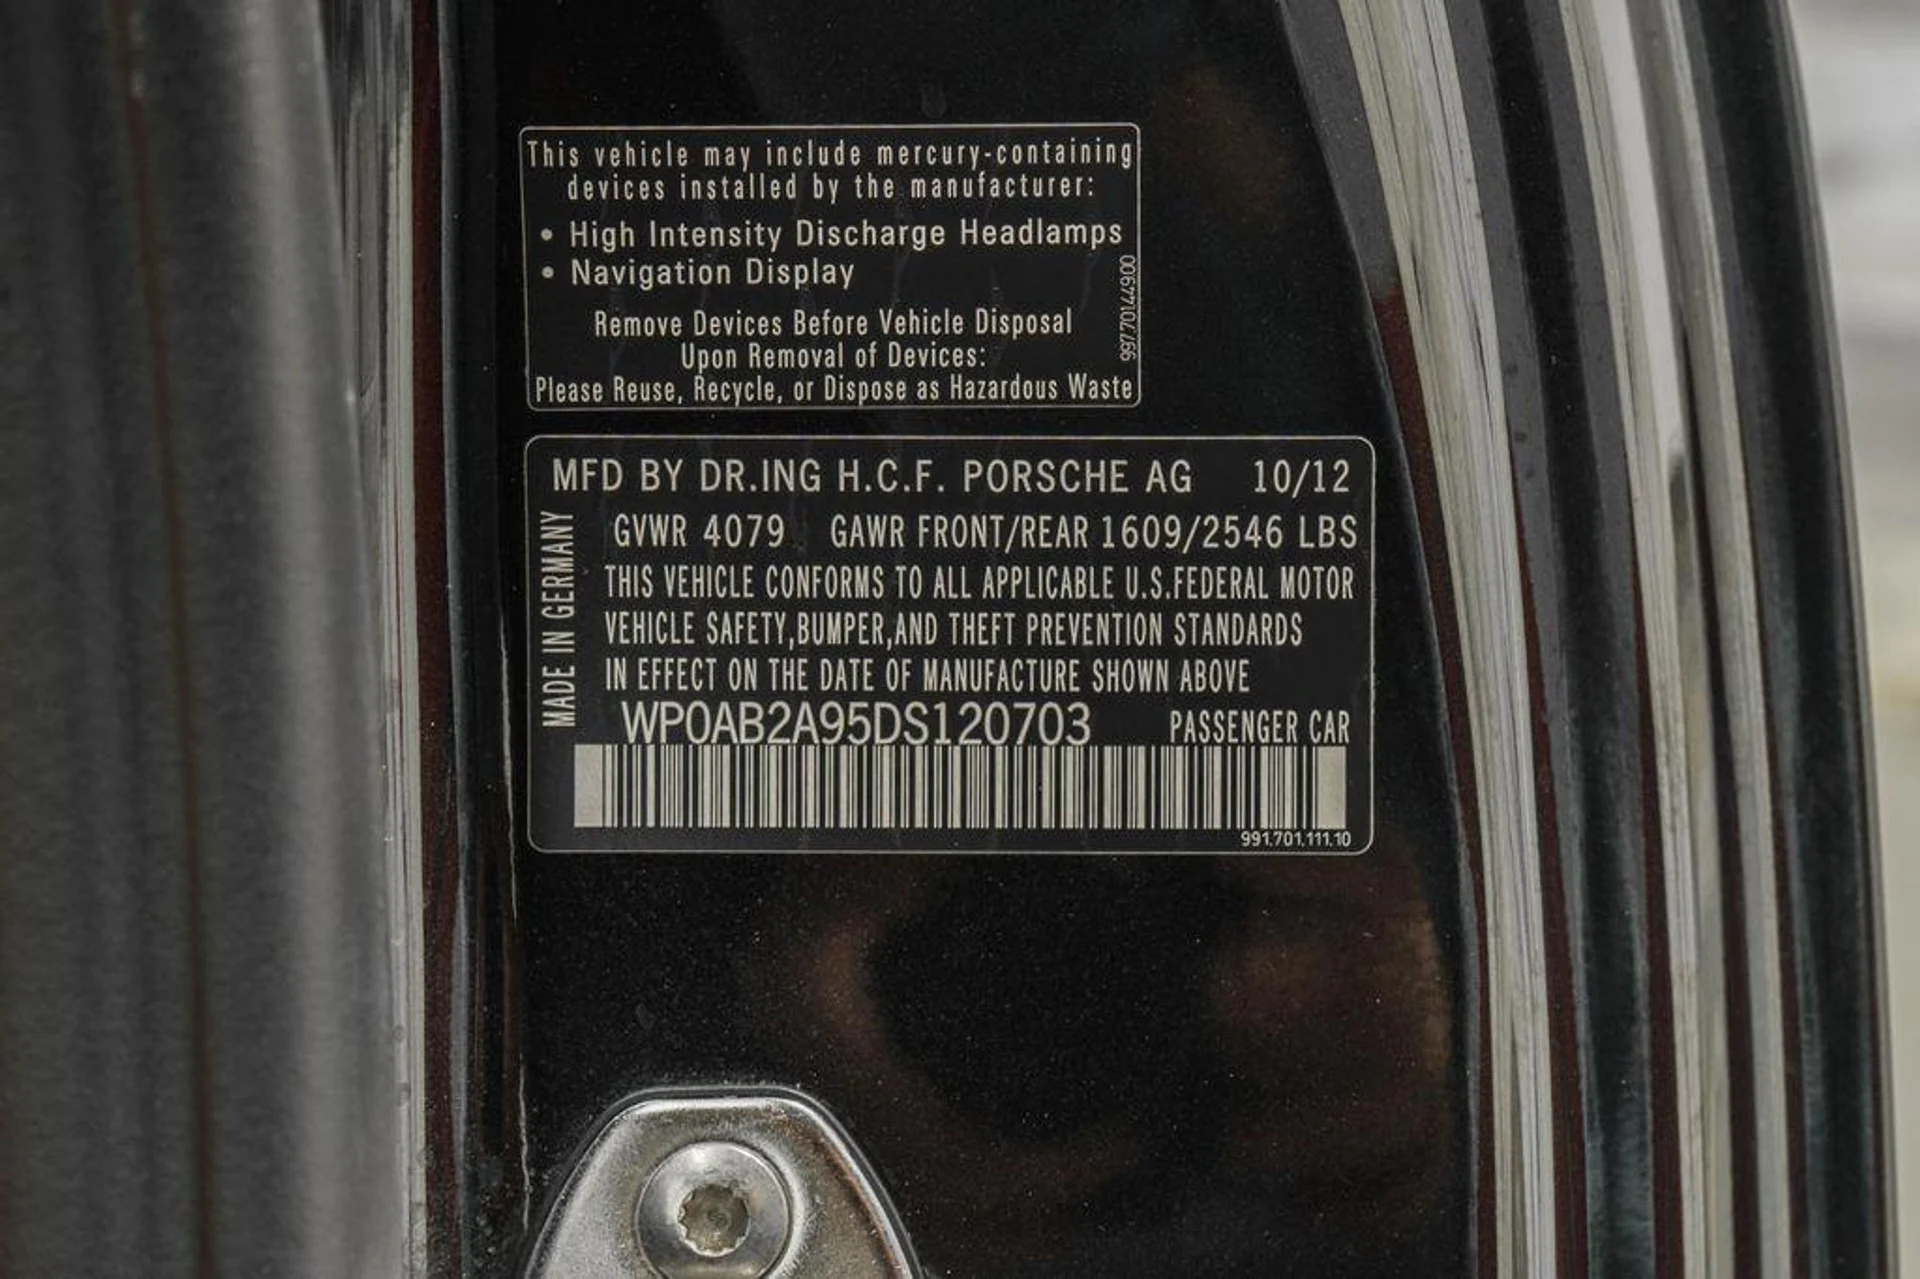 This vehicle may include mercury-containing
devices installed by the manufacturer:
• High Intensity Discharge Headlamps
• Navigation Display
Remove Devices Before Vehicle Disposal
Upon Removal of Devices:
Please Reuse, Recycle, or Dispose as Hazardous Waste
997.701.449.00
MFD BY DR.ING H.C.F. PORSCHE AG 10/12
GVWR 4079 GAWR FRONT/REAR 1609/2546 LBS
THIS VEHICLE CONFORMS TO ALL APPLICABLE U.S.FEDERAL MOTOR
VEHICLE SAFETY,BUMPER,AND THEFT PREVENTION STANDARDS
IN EFFECT ON THE DATE OF MANUFACTURE SHOWN ABOVE
MADE IN GERMANY
WP0AB2A95DS120703 PASSENGER CAR
991.701.111.10